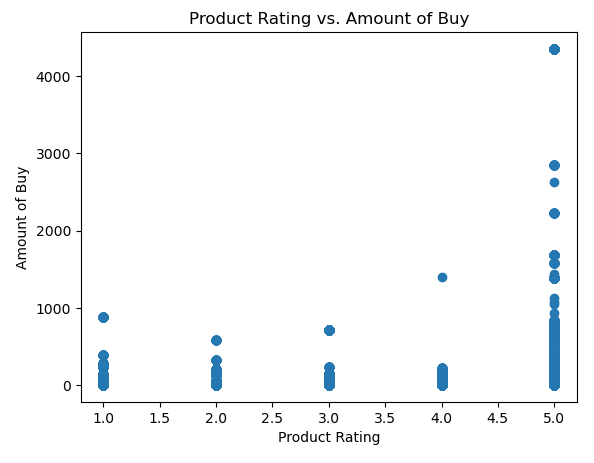 Product Rating vs. Amount of Buy
4000
3000
2000
1000
0
Amount of Buy
1.0 1.5 2.0 2.5 3.0 3.5 4.0 4.5 5.0
Product Rating